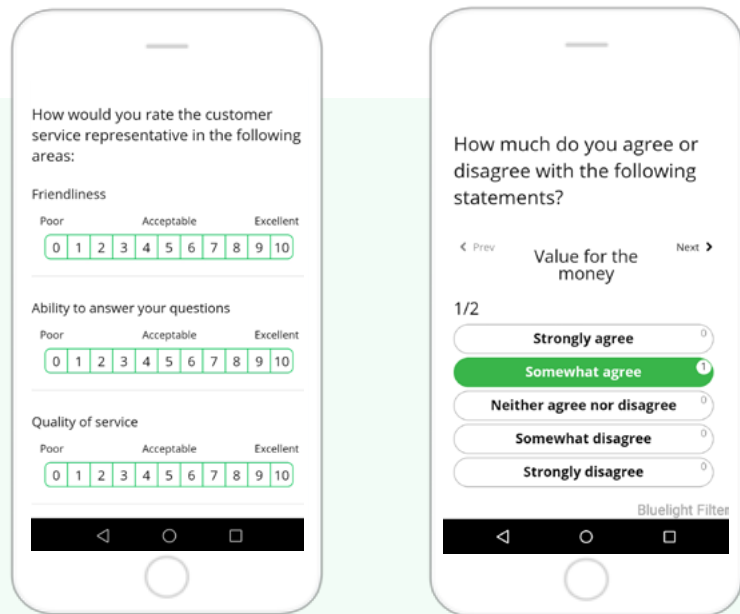 How would you rate the customer
service representative in the following
areas:
Friendliness
Poor Acceptable Excellent
0 1 2 3 4 5 6 7 8 9 10
Ability to answer your questions
Poor Acceptable Excellent
0 1 2 3 4 5 6 7 8 9 10
Quality of service
Poor Acceptable Excellent
0 1 2 3 4 5 6 7 8 9 10
How much do you agree or
disagree with the following
statements?
Prev Next
Value for the
money
1/2
Strongly agree 0
Somewhat agree 1
Neither agree nor disagree 0
Somewhat disagree 0
Strongly disagree 0
Bluelight Filter